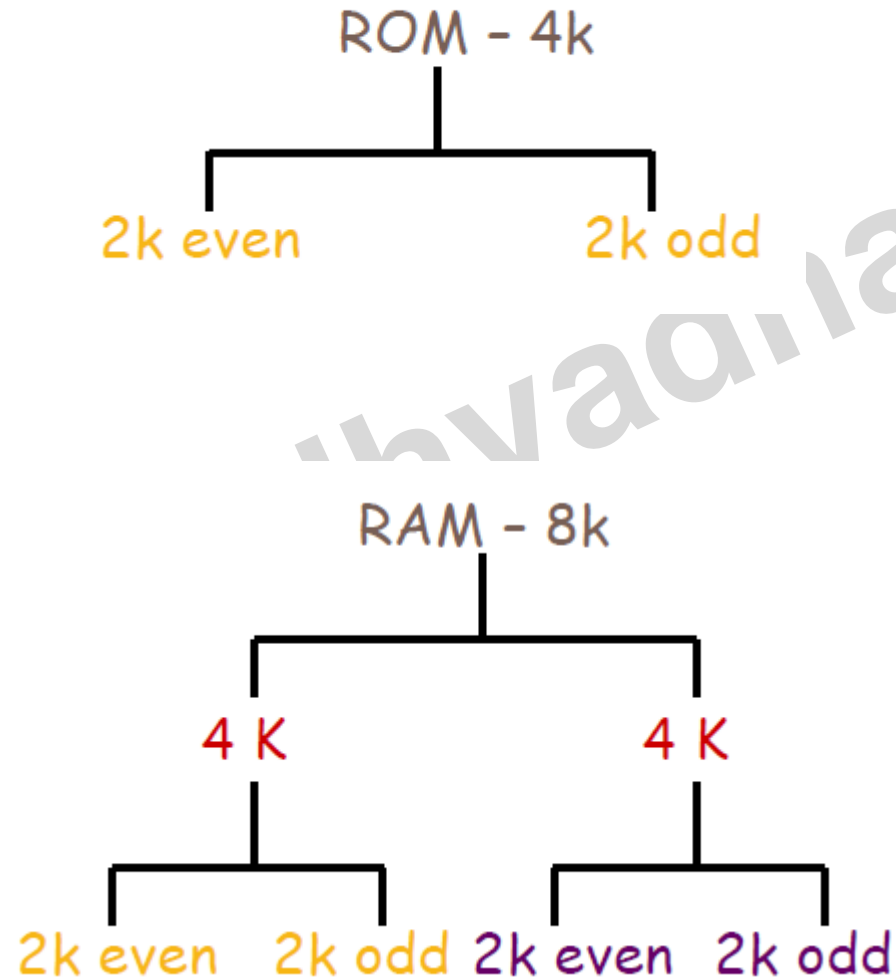 ROM – 4k
2k even 2k odd
RAM – 8k
4 K 4 K
2k even 2k odd 2k even 2k odd